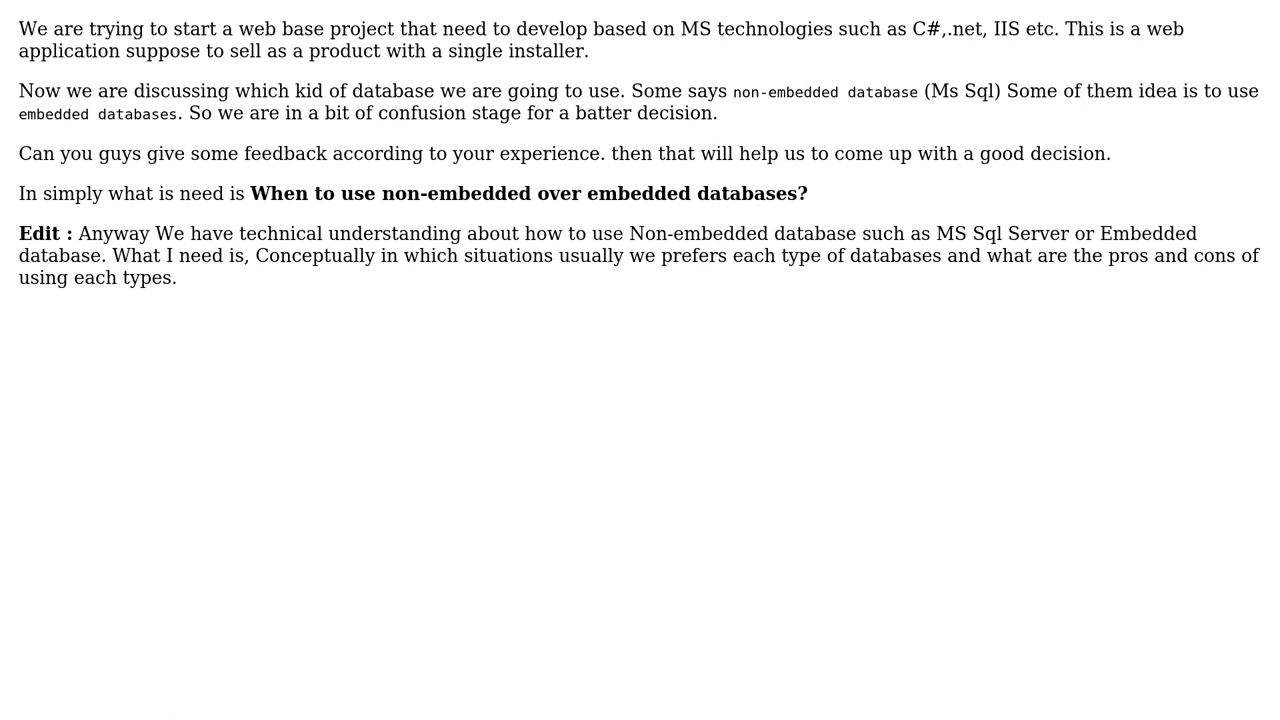 We are trying to start a web base project that need to develop based on MS technologies such as C#,.net, IIS etc. This is a web
application suppose to sell as a product with a single installer.
Now we are discussing which kid of database we are going to use. Some says non-embedded database (Ms Sql) Some of them idea is to use
embedded databases. So we are in a bit of confusion stage for a batter decision.
Can you guys give some feedback according to your experience. then that will help us to come up with a good decision.
In simply what is need is When to use non-embedded over embedded databases?
Edit : Anyway We have technical understanding about how to use Non-embedded database such as MS Sql Server or Embedded
database. What I need is, Conceptually in which situations usually we prefers each type of databases and what are the pros and cons of
using each types.